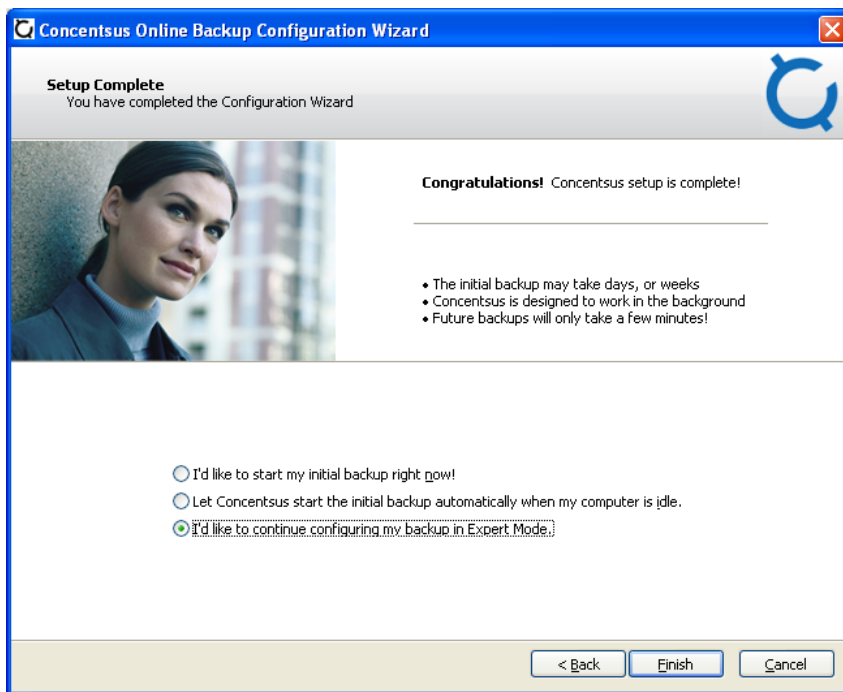 Concentsus Online Backup Configuration Wizard
Setup Complete
You have completed the Configuration Wizard
Congratulations! Concentsus setup is complete!
• The initial backup may take days, or weeks
• Concentsus is designed to work in the background
• Future backups will only take a few minutes!
I'd like to start my initial backup right now!
Let Concentsus start the initial backup automatically when my computer is idle.
I'd like to continue configuring my backup in Expert Mode.
< Back Finish Cancel